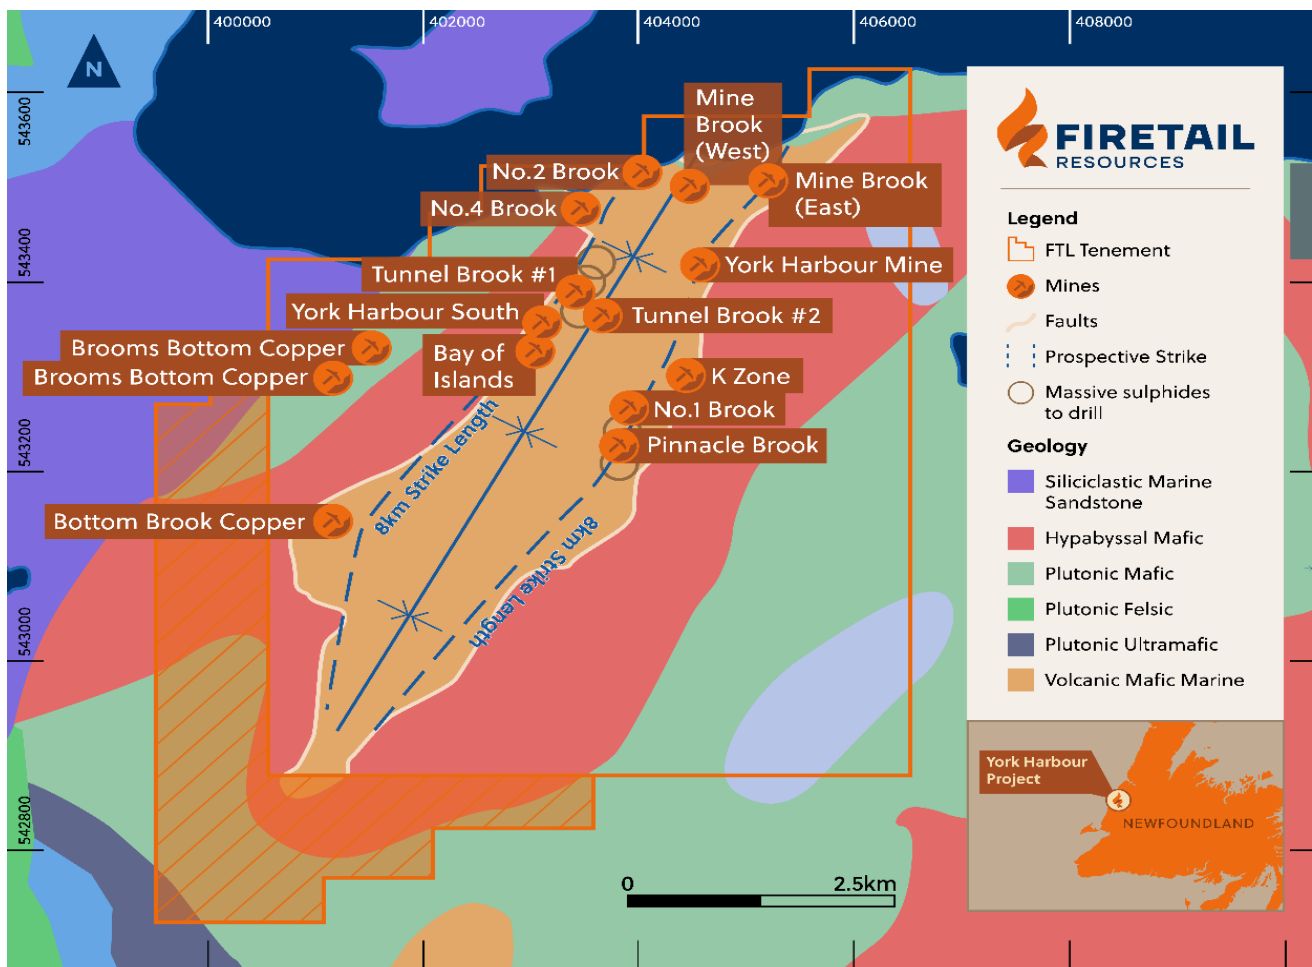 400000
402000
404000
406000
408000
N
543600
543400
543200
543000
542800
Mine
Brook
(West)
No.2 Brook
Mine Brook
(East)
No.4 Brook
Tunnel Brook #1
York Harbour Mine
York Harbour South
Tunnel Brook #2
Brooms Bottom Copper
Bay of
Islands
Brooms Bottom Copper
K Zone
No.1 Brook
Pinnacle Brook
Bottom Brook Copper
8km Strike Length
8km Strike Length
0
2.5km
FIRETAIL
RESOURCES
Legend
FTL Tenement
Mines
Faults
Prospective Strike
Massive sulphides
to drill
Geology
Siliciclastic Marine
Sandstone
Hypabyssal Mafic
Plutonic Mafic
Plutonic Felsic
Plutonic Ultramafic
Volcanic Mafic Marine
York Harbour
Project
NEWFOUNDLAND